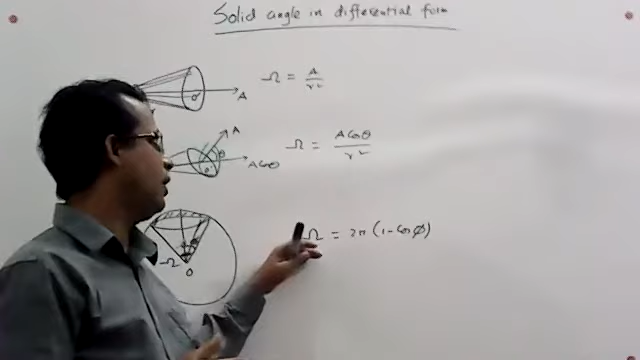 Solid angle in differential form
Ω = A/r²
A
A
θ
Ω = A Cosθ/r²
A Cosθ
Ω = 2π (1 - Cos ϕ)
Ω
O